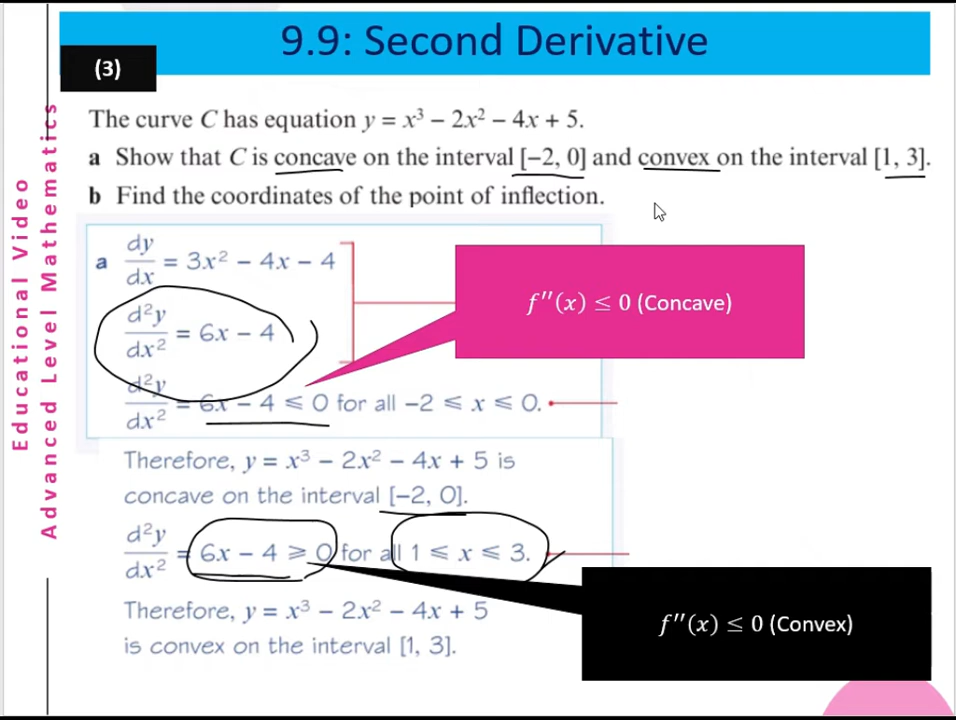 9.9: Second Derivative
(3)
The curve C has equation y = x³ − 2x² − 4x + 5.
a Show that C is concave on the interval [−2, 0] and convex on the interval [1, 3].
b Find the coordinates of the point of inflection.
Educational Video
Advanced Level Mathematics
a dy/dx = 3x² − 4x − 4
d²y/dx² = 6x − 4
f″(x) ≤ 0 (Concave)
d²y/dx² = 6x − 4 ⩽ 0 for all −2 ⩽ x ⩽ 0.
Therefore, y = x³ − 2x² − 4x + 5 is
concave on the interval [−2, 0].
d²y/dx² = 6x − 4 ⩾ 0 for all 1 ⩽ x ⩽ 3.
Therefore, y = x³ − 2x² − 4x + 5
is convex on the interval [1, 3].
f″(x) ≤ 0 (Convex)